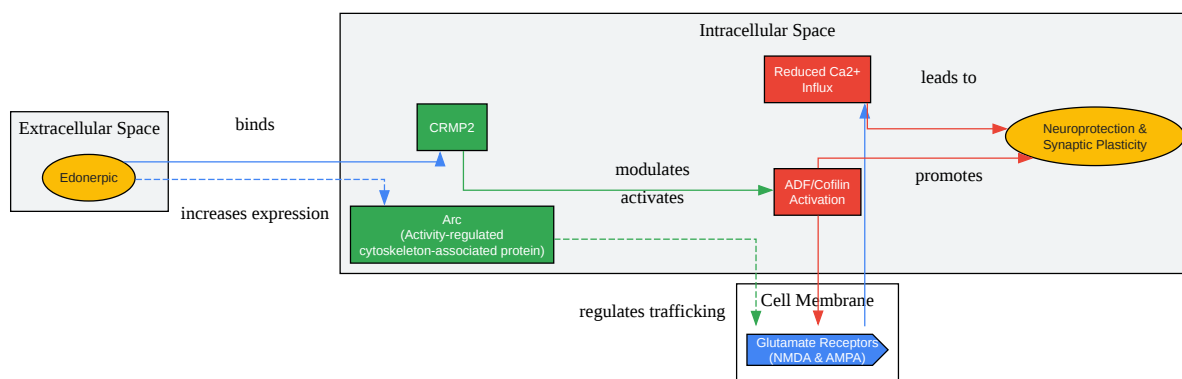 Intracellular Space
Reduced Ca2+
Influx
leads to
Extracellular Space
binds
CRMP2
Neuroprotection &
Synaptic Plasticity
Edonerpic
modulates
activates
ADF/Cofilin
Activation
promotes
increases expression
Arc
(Activity-regulated
cytoskeleton-associated protein)
regulates trafficking
Cell Membrane
Glutamate Receptors
(NMDA & AMPA)